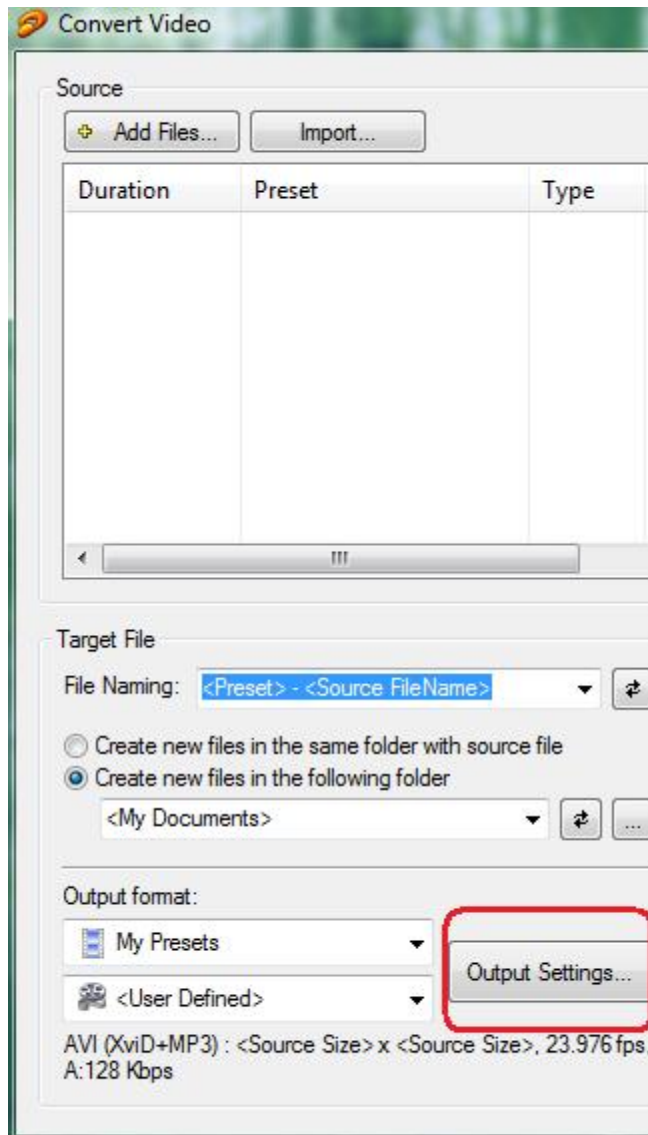 Convert Video
Source
Add Files... Import...
Duration Preset Type
Target File
File Naming: <Preset> - <Source FileName>
Create new files in the same folder with source file
Create new files in the following folder
<My Documents> ...
Output format:
My Presets
Output Settings...
<User Defined>
AVI (XviD+MP3) : <Source Size> x <Source Size>, 23.976 fps,
A:128 Kbps